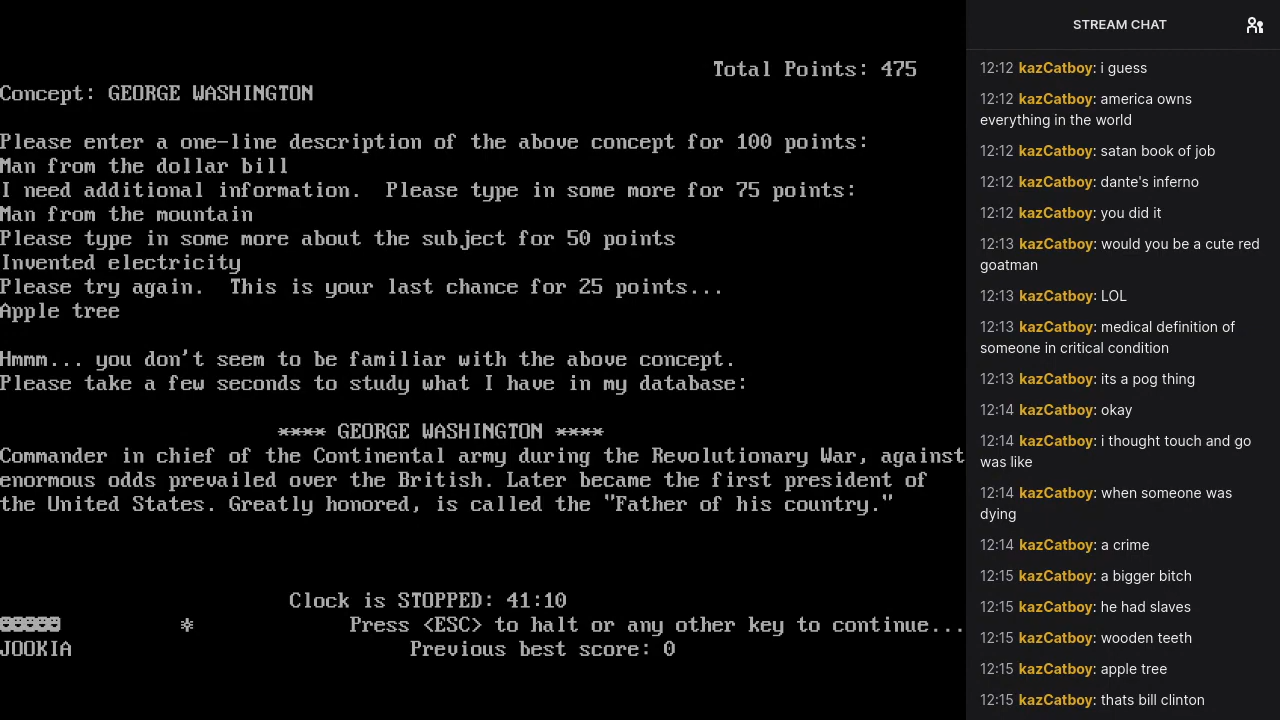 Total Points: 475
Concept: GEORGE WASHINGTON
Please enter a one-line description of the above concept for 100 points:
Man from the dollar bill
I need additional information.  Please type in some more for 75 points:
Man from the mountain
Please type in some more about the subject for 50 points
Invented electricity
Please try again.  This is your last chance for 25 points...
Apple tree
Hmmm... you don't seem to be familiar with the above concept.
Please take a few seconds to study what I have in my database:
**** GEORGE WASHINGTON ****
Commander in chief of the Continental army during the Revolutionary War, against
enormous odds prevailed over the British. Later became the first president of
the United States. Greatly honored, is called the "Father of his country."
Clock is STOPPED: 41:10
* Press <ESC> to halt or any other key to continue...
JOOKIA Previous best score: 0
STREAM CHAT
12:12 kazCatboy: i guess
12:12 kazCatboy: america owns
everything in the world
12:12 kazCatboy: satan book of job
12:12 kazCatboy: dante's inferno
12:12 kazCatboy: you did it
12:13 kazCatboy: would you be a cute red
goatman
12:13 kazCatboy: LOL
12:13 kazCatboy: medical definition of
someone in critical condition
12:13 kazCatboy: its a pog thing
12:14 kazCatboy: okay
12:14 kazCatboy: i thought touch and go
was like
12:14 kazCatboy: when someone was
dying
12:14 kazCatboy: a crime
12:15 kazCatboy: a bigger bitch
12:15 kazCatboy: he had slaves
12:15 kazCatboy: wooden teeth
12:15 kazCatboy: apple tree
12:15 kazCatboy: thats bill clinton